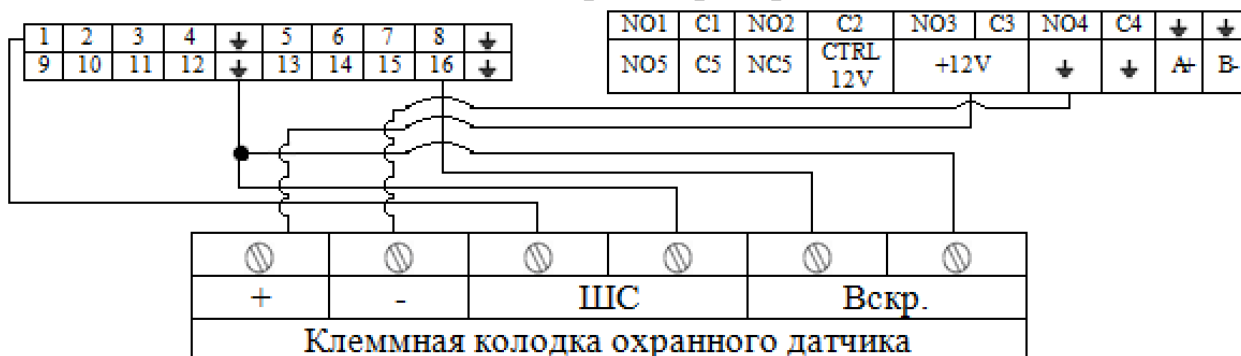 1 2 3 4 5 6 7 8
9 10 11 12 13 14 15 16
NO1 C1 NO2 C2 NO3 C3 NO4 C4
NO5 C5 NC5 CTRL 12V +12V A+ B-
+ - ШС Вскр.
Клеммная колодка охранного датчика